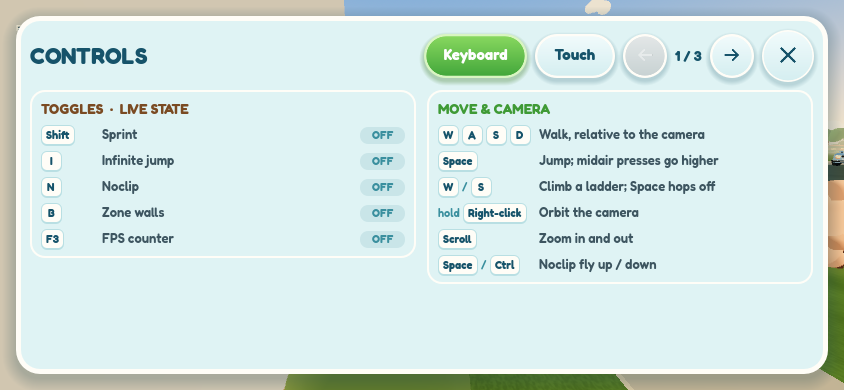 CONTROLS
Keyboard
Touch
←
1 / 3
→
×
TOGGLES · LIVE STATE
Shift Sprint OFF
I Infinite jump OFF
N Noclip OFF
B Zone walls OFF
F3 FPS counter OFF
MOVE & CAMERA
W A S D Walk, relative to the camera
Space Jump; midair presses go higher
W / S Climb a ladder; Space hops off
hold Right-click Orbit the camera
Scroll Zoom in and out
Space / Ctrl Noclip fly up / down